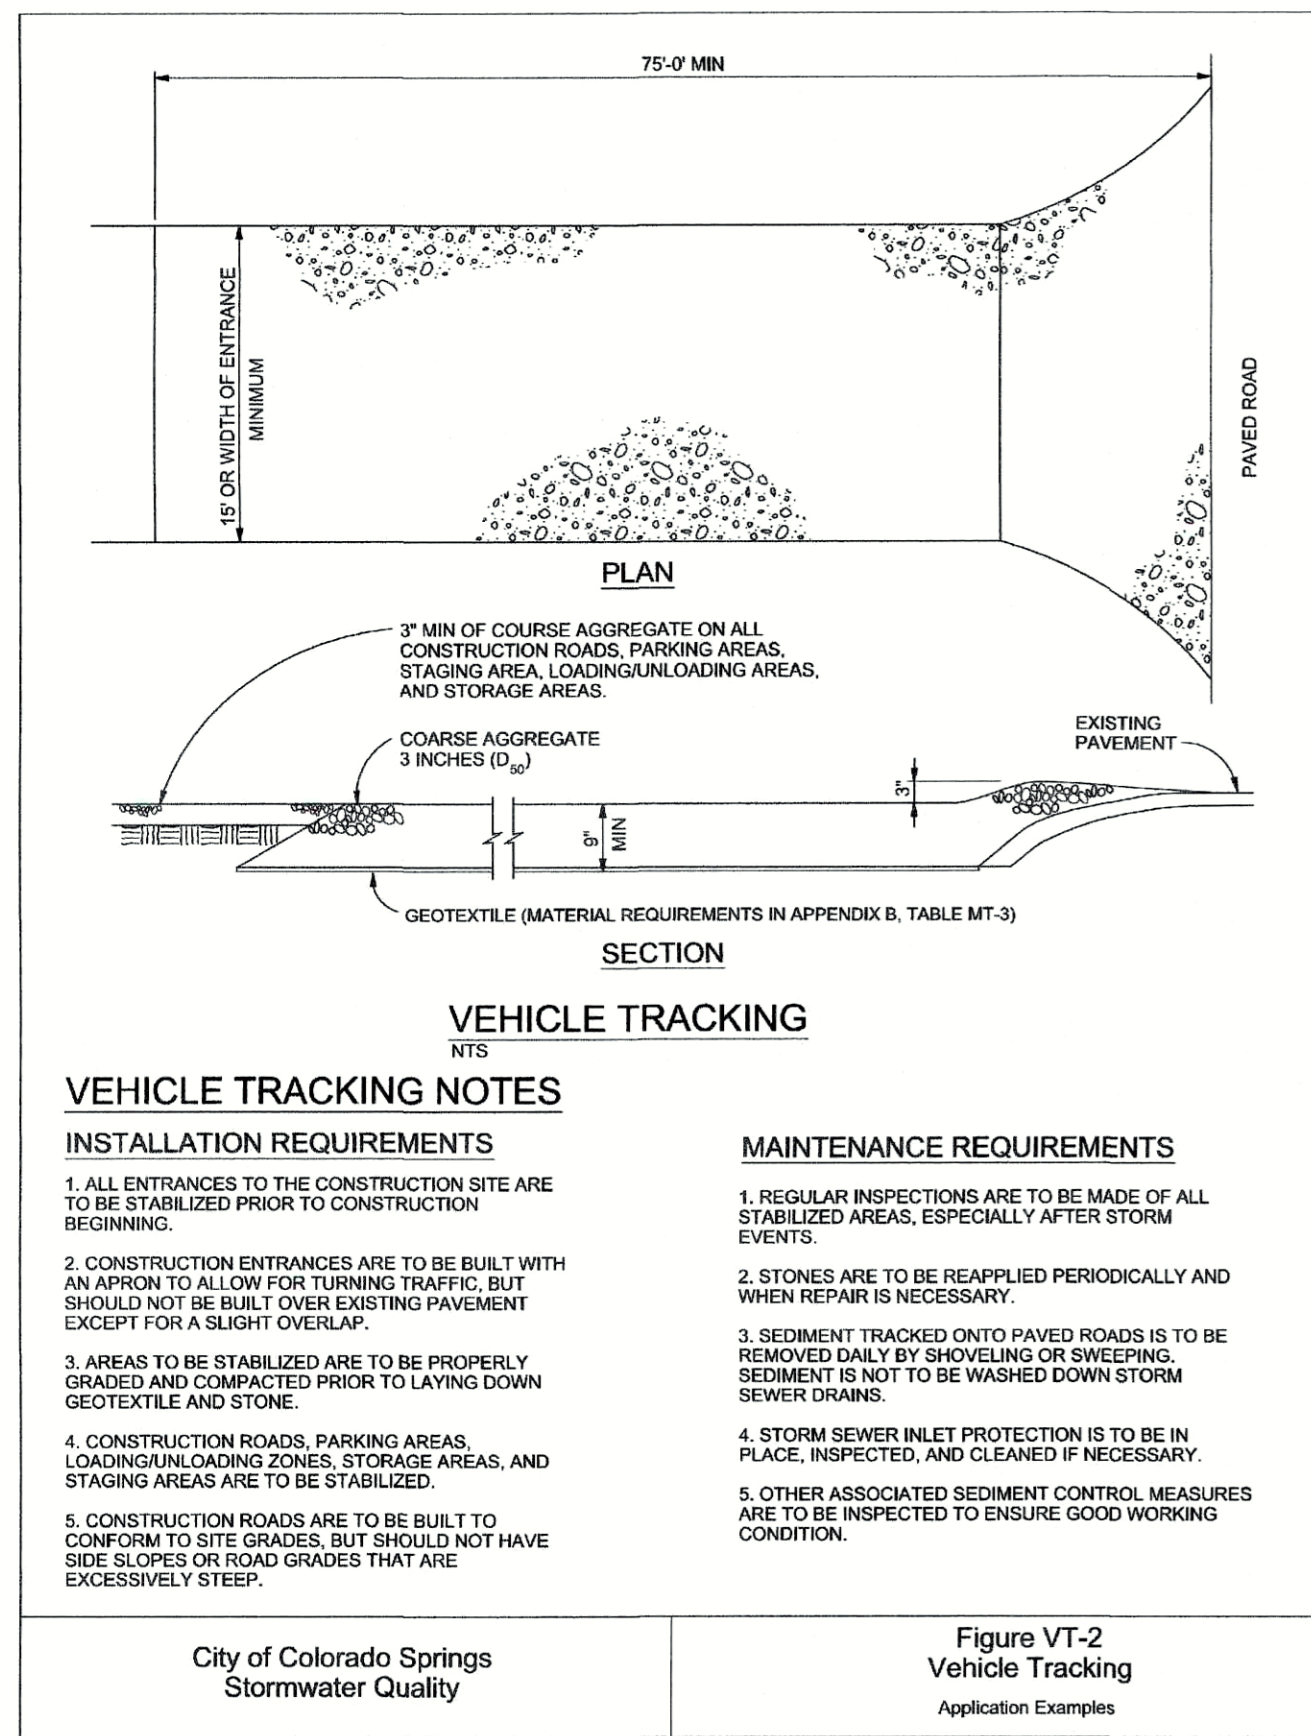 75'-0' MIN
15' OR WIDTH OF ENTRANCE
MINIMUM
PAVED ROAD
PLAN
3" MIN OF COURSE AGGREGATE ON ALL
CONSTRUCTION ROADS, PARKING AREAS,
STAGING AREA, LOADING/UNLOADING AREAS,
AND STORAGE AREAS.
COARSE AGGREGATE
3 INCHES (D50)
EXISTING
PAVEMENT
3"
9"
MIN
GEOTEXTILE (MATERIAL REQUIREMENTS IN APPENDIX B, TABLE MT-3)
SECTION
VEHICLE TRACKING
NTS
VEHICLE TRACKING NOTES
INSTALLATION REQUIREMENTS
1. ALL ENTRANCES TO THE CONSTRUCTION SITE ARE
TO BE STABILIZED PRIOR TO CONSTRUCTION
BEGINNING.
2. CONSTRUCTION ENTRANCES ARE TO BE BUILT WITH
AN APRON TO ALLOW FOR TURNING TRAFFIC, BUT
SHOULD NOT BE BUILT OVER EXISTING PAVEMENT
EXCEPT FOR A SLIGHT OVERLAP.
3. AREAS TO BE STABILIZED ARE TO BE PROPERLY
GRADED AND COMPACTED PRIOR TO LAYING DOWN
GEOTEXTILE AND STONE.
4. CONSTRUCTION ROADS, PARKING AREAS,
LOADING/UNLOADING ZONES, STORAGE AREAS, AND
STAGING AREAS ARE TO BE STABILIZED.
5. CONSTRUCTION ROADS ARE TO BE BUILT TO
CONFORM TO SITE GRADES, BUT SHOULD NOT HAVE
SIDE SLOPES OR ROAD GRADES THAT ARE
EXCESSIVELY STEEP.
MAINTENANCE REQUIREMENTS
1. REGULAR INSPECTIONS ARE TO BE MADE OF ALL
STABILIZED AREAS, ESPECIALLY AFTER STORM
EVENTS.
2. STONES ARE TO BE REAPPLIED PERIODICALLY AND
WHEN REPAIR IS NECESSARY.
3. SEDIMENT TRACKED ONTO PAVED ROADS IS TO BE
REMOVED DAILY BY SHOVELING OR SWEEPING.
SEDIMENT IS NOT TO BE WASHED DOWN STORM
SEWER DRAINS.
4. STORM SEWER INLET PROTECTION IS TO BE IN
PLACE, INSPECTED, AND CLEANED IF NECESSARY.
5. OTHER ASSOCIATED SEDIMENT CONTROL MEASURES
ARE TO BE INSPECTED TO ENSURE GOOD WORKING
CONDITION.
City of Colorado Springs
Stormwater Quality
Figure VT-2
Vehicle Tracking
Application Examples